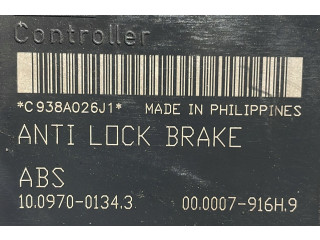 Controller
*C938A026J1* MADE IN PHILIPPINES
ANTI LOCK BRAKE
ABS
10.0970-0134.3 00.0007-916H.9